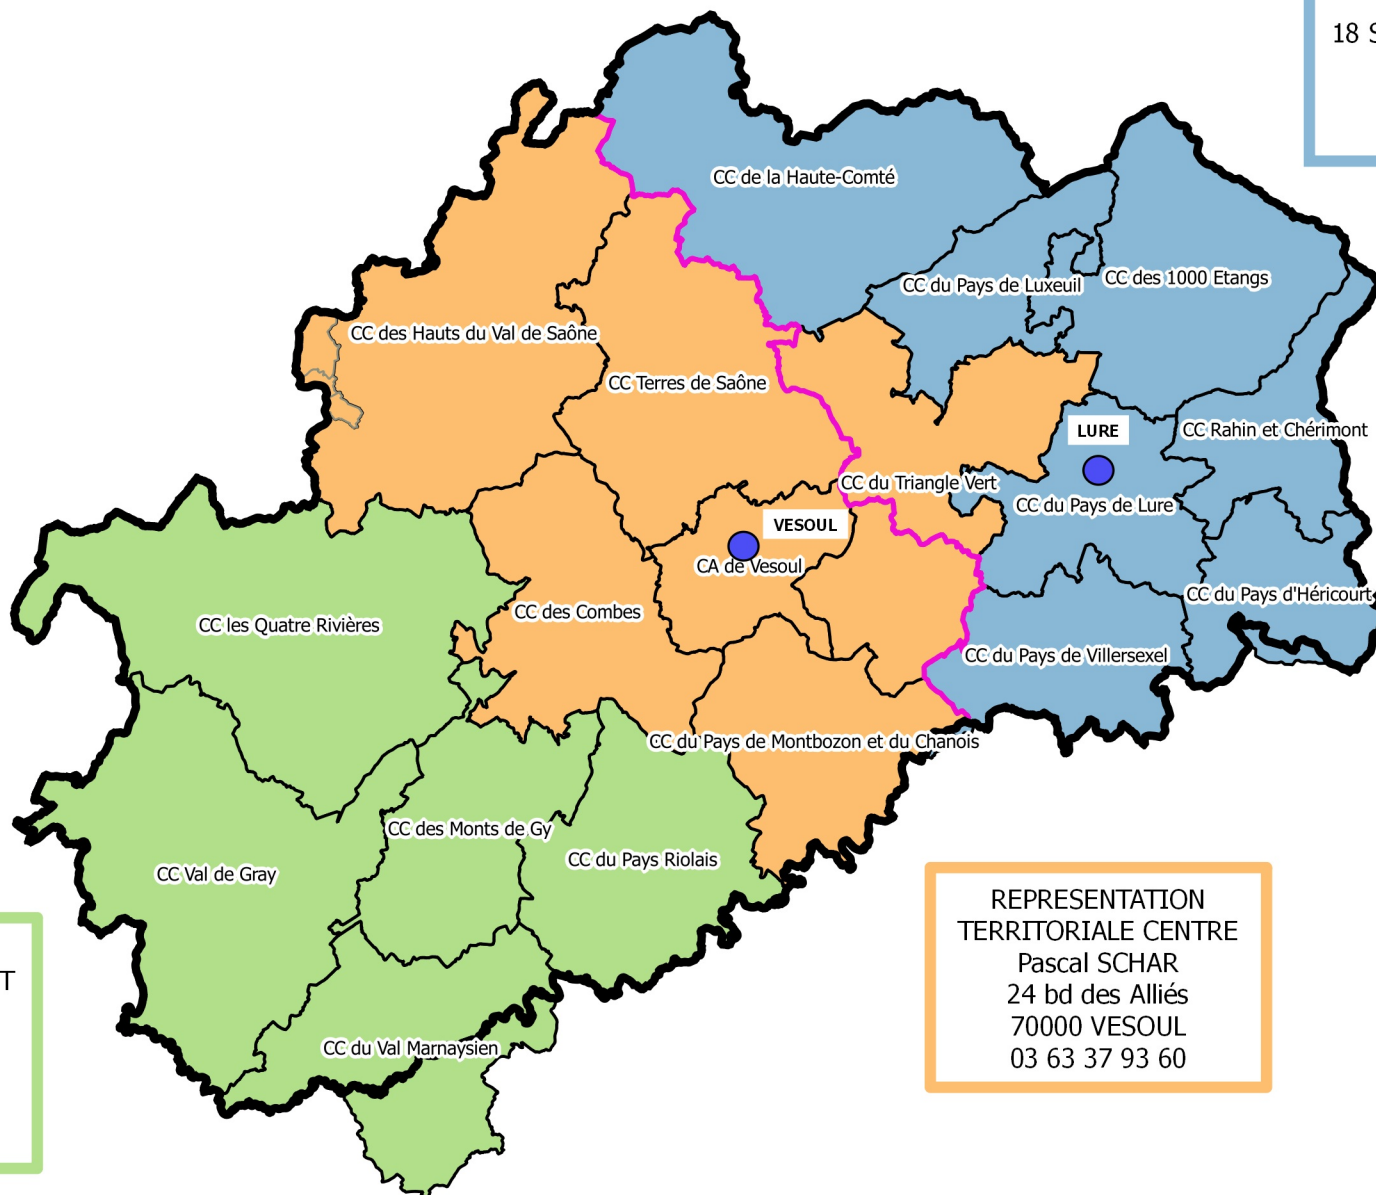 18 S
CC de la Haute-Comté
CC du Pays de Luxeuil
CC des 1000 Etangs
CC des Hauts du Val de Saône
CC Terres de Saône
LURE
CC Rahin et Chérimont
CC du Triangle Vert
CC du Pays de Lure
VESOUL
CA de Vesoul
CC du Pays d'Héricourt
CC des Combes
CC les Quatre Rivières
CC du Pays de Villersexel
CC du Pays de Montbozon et du Chanois
CC des Monts de Gy
CC du Pays Riolais
CC Val de Gray
REPRESENTATION
TERRITORIALE CENTRE
Pascal SCHAR
24 bd des Alliés
70000 VESOUL
03 63 37 93 60
T
CC du Val Marnaysien